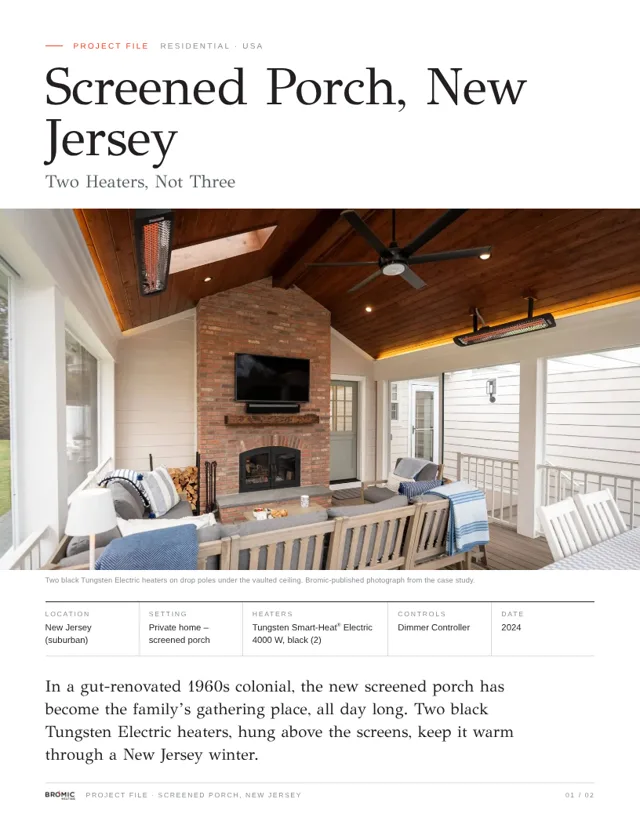 PROJECT FILE RESIDENTIAL · USA
Screened Porch, New
Jersey
Two Heaters, Not Three
Two black Tungsten Electric heaters on drop poles under the vaulted ceiling. Bromic-published photograph from the case study.
LOCATION SETTING HEATERS CONTROLS DATE
New Jersey Private home – Tungsten Smart-Heat® Electric Dimmer Controller 2024
(suburban) screened porch 4000 W, black (2)
In a gut-renovated 1960s colonial, the new screened porch has
become the family’s gathering place, all day long. Two black
Tungsten Electric heaters, hung above the screens, keep it warm
through a New Jersey winter.
BROMIC PROJECT FILE · SCREENED PORCH, NEW JERSEY 01 / 02